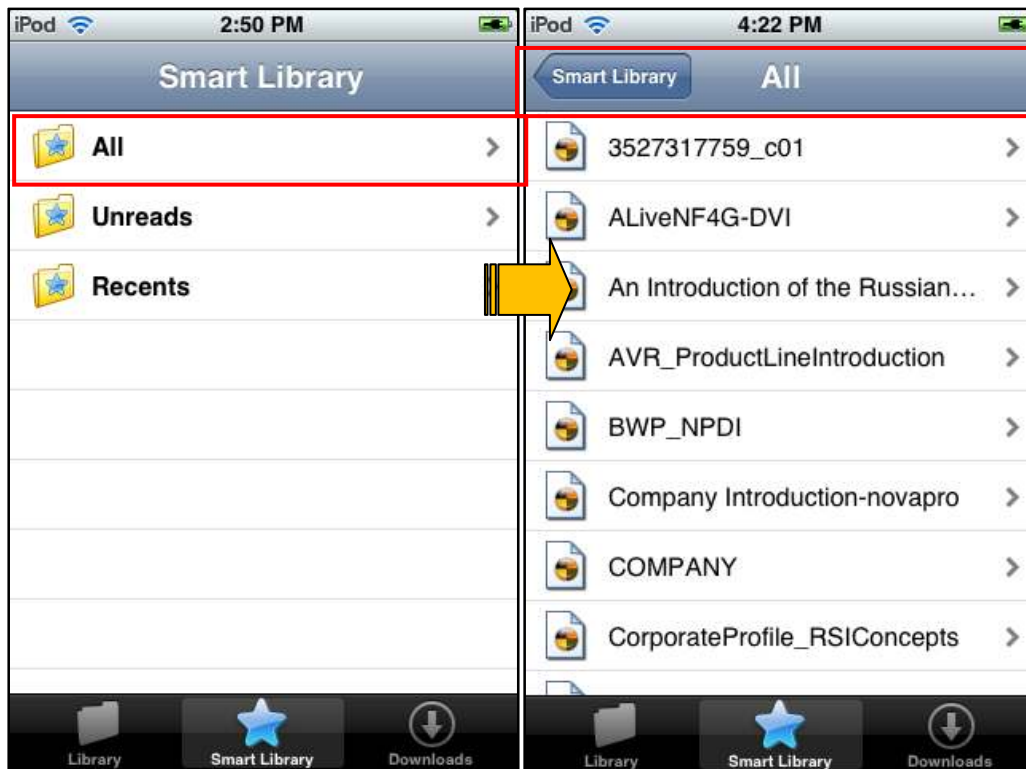 iPod 2:50 PM
Smart Library
All
Unreads
Recents
Library Smart Library Downloads
iPod 4:22 PM
Smart Library All
3527317759_c01
ALiveNF4G-DVI
An Introduction of the Russian…
AVR_ProductLineIntroduction
BWP_NPDI
Company Introduction-novapro
COMPANY
CorporateProfile_RSIConcepts
Library Smart Library Downloads